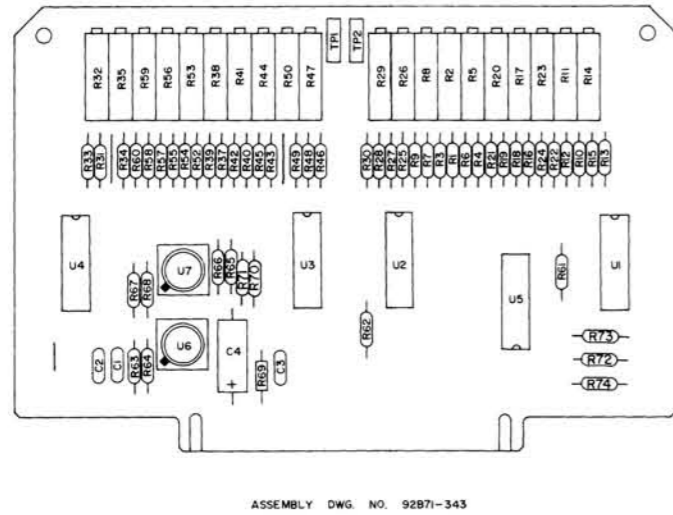 TP1 TP2
R32 R35 R59 R56 R53 R38 R41 R44 R50 R47 R29 R26 R8 R2 R5 R20 R17 R23 R11 R14
R33 R31 R34 R60 R58 R57 R55 R54 R52 R39 R37 R42 R40 R45 R43 R49 R48 R46 R30 R28 R27 R25 R9 R7 R3 R1 R6 R4 R21 R19 R18 R16 R24 R22 R12 R10 R15 R13
U4 U7 R66 R65 R71 R70 U3 U2 U5 R61 U1
R67 R68
R62
U6 C4 R73
C2 C1 R63 R64 R69 C3 R72
+ R74
ASSEMBLY DWG. NO. 92B71-343